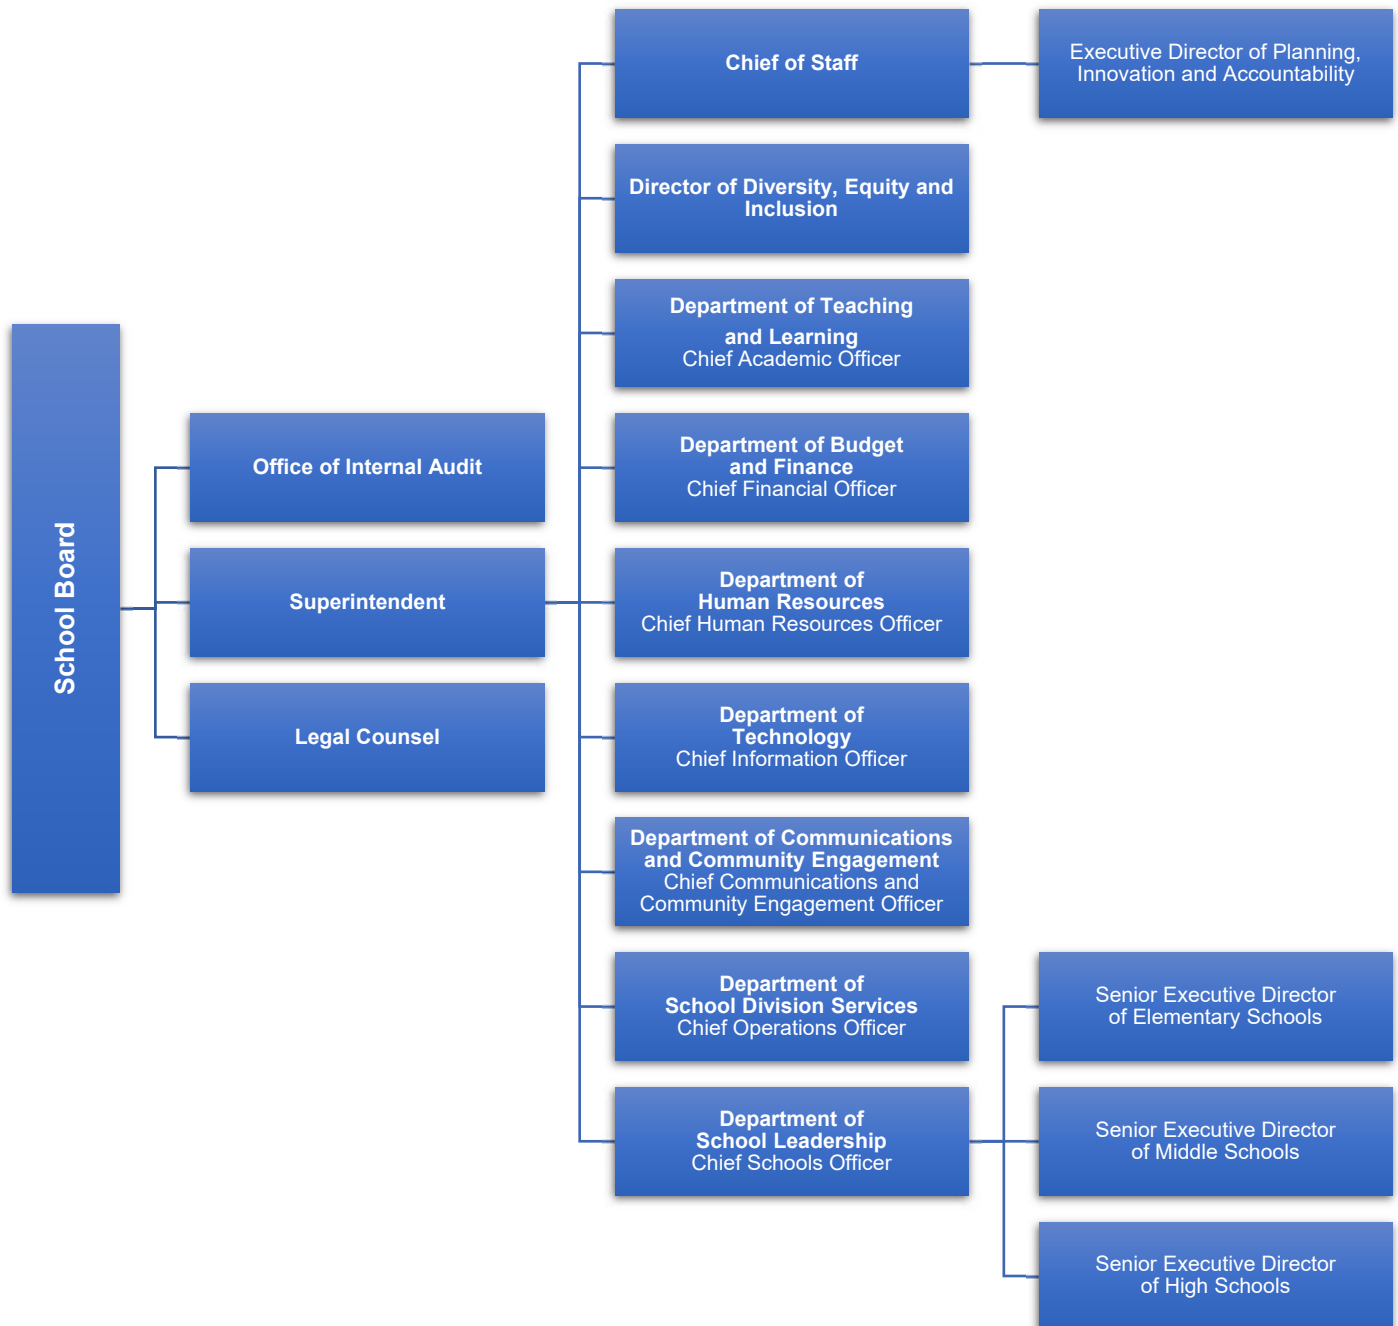 School Board
Office of Internal Audit
Superintendent
Legal Counsel
Chief of Staff
Executive Director of Planning,
Innovation and Accountability
Director of Diversity, Equity and
Inclusion
Department of Teaching
and Learning
Chief Academic Officer
Department of Budget
and Finance
Chief Financial Officer
Department of
Human Resources
Chief Human Resources Officer
Department of
Technology
Chief Information Officer
Department of Communications
and Community Engagement
Chief Communications and
Community Engagement Officer
Department of
School Division Services
Chief Operations Officer
Department of
School Leadership
Chief Schools Officer
Senior Executive Director
of Elementary Schools
Senior Executive Director
of Middle Schools
Senior Executive Director
of High Schools